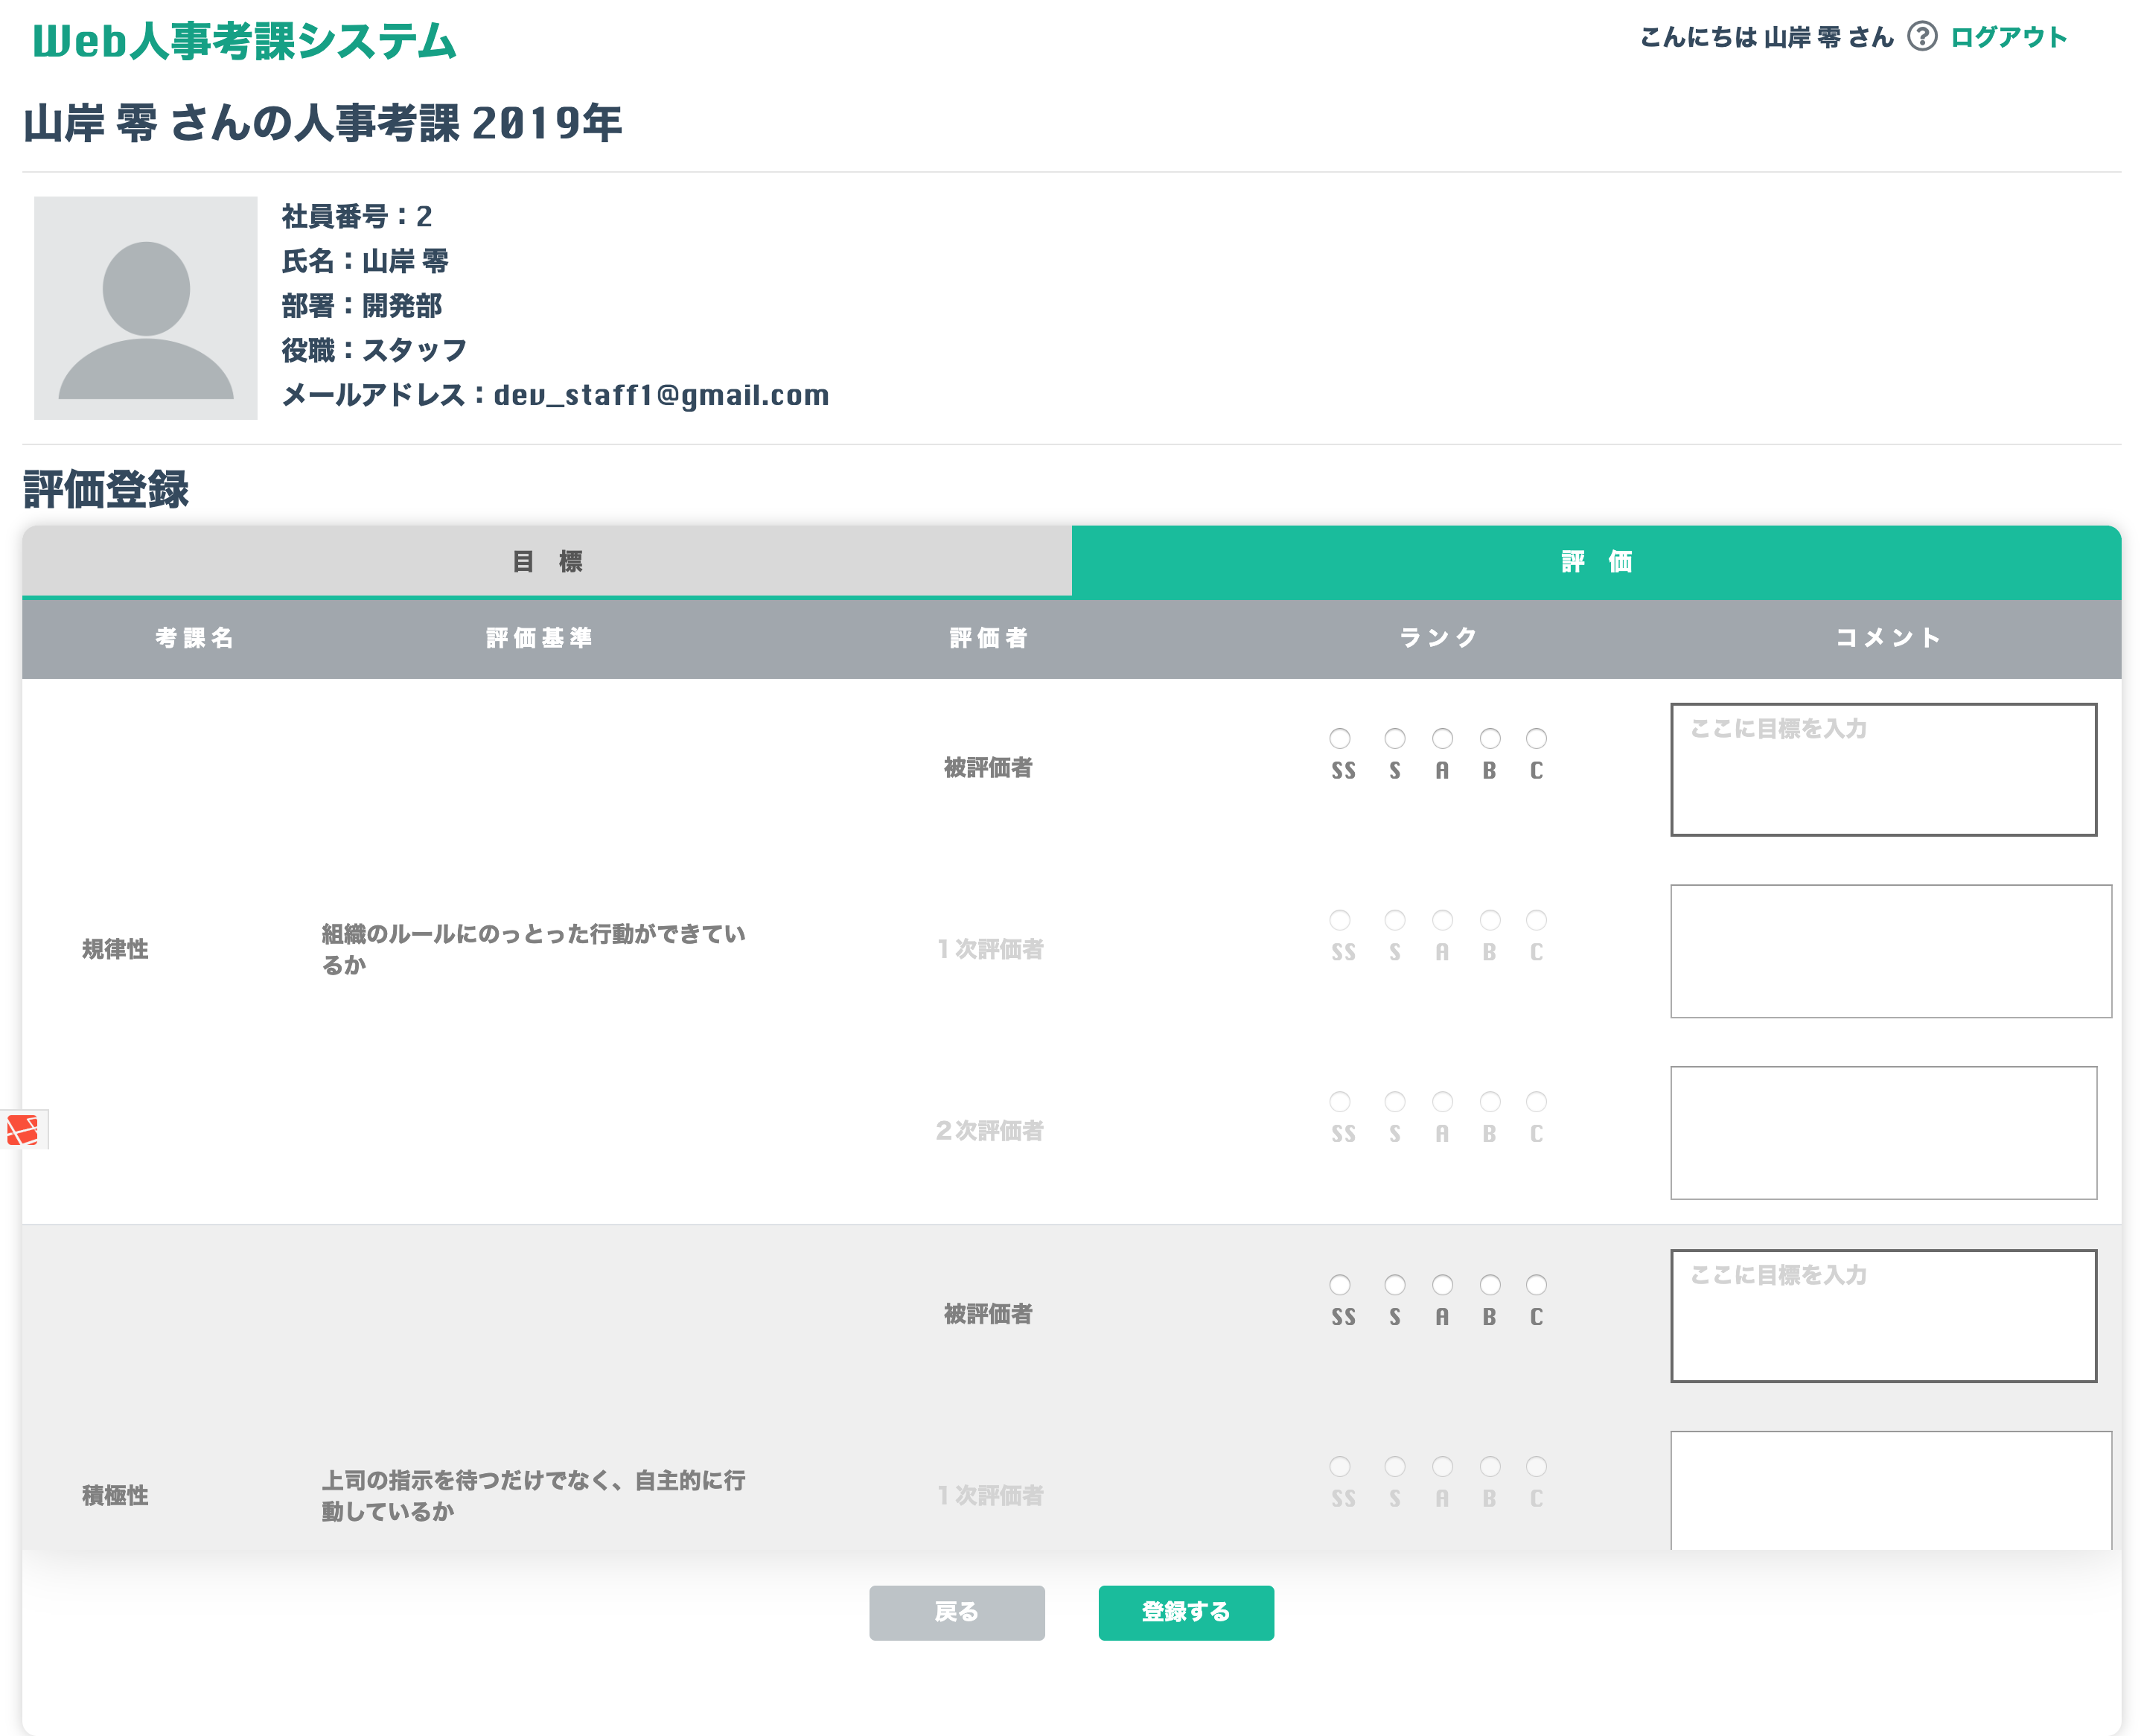 Web人事考課システム
こんにちは 山岸 零 さん ? ログアウト
山岸 零 さんの人事考課 2019年
社員番号：2
氏名：山岸 零
部署：開発部
役職：スタッフ
メールアドレス：dev_staff1@gmail.com
評価登録
目 標
評 価
考課名 評価基準 評価者 ランク コメント
被評価者
SS S A B C
ここに目標を入力
規律性
組織のルールにのっとった行動ができてい
るか
1次評価者
SS S A B C
2次評価者
SS S A B C
被評価者
SS S A B C
ここに目標を入力
積極性
上司の指示を待つだけでなく、自主的に行
動しているか
1次評価者
SS S A B C
戻る
登録する